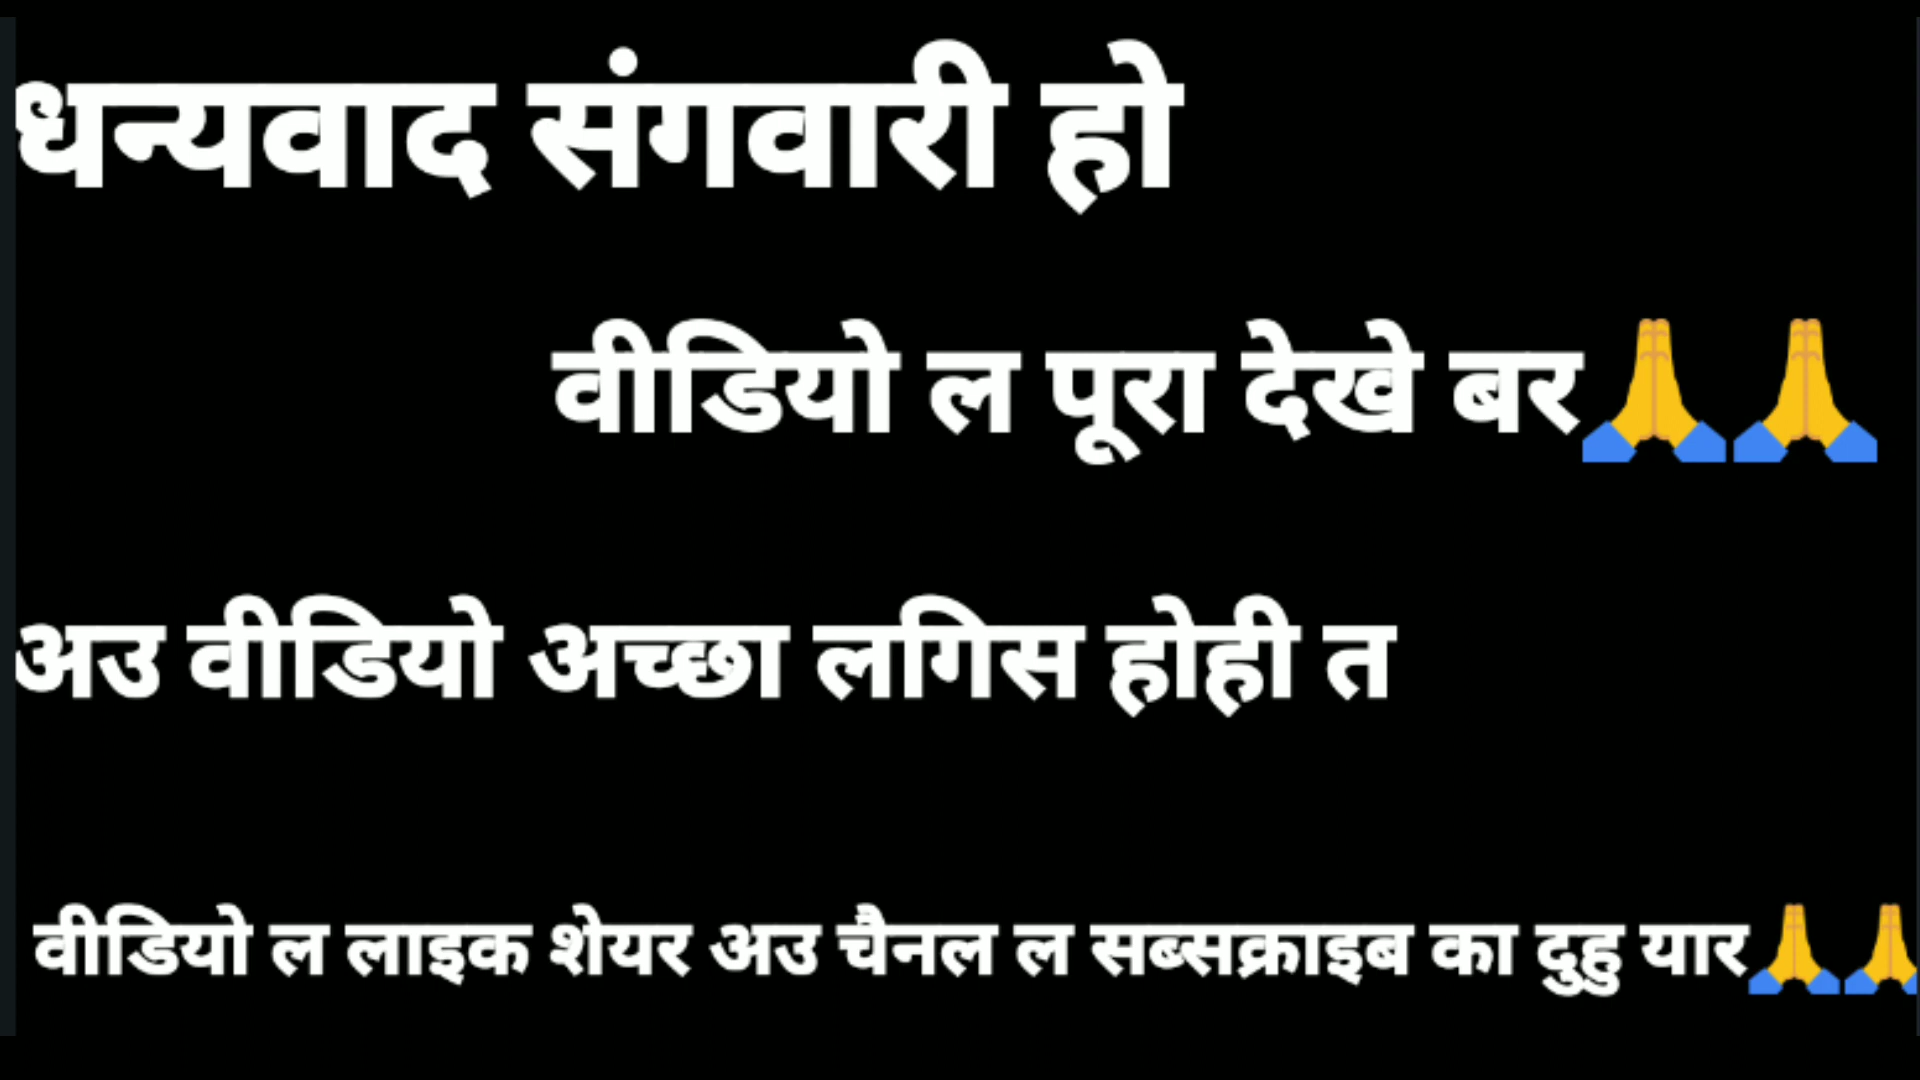 धन्यवाद संगवारी हो
वीडियो ल पूरा देखे बर🙏🙏
अउ वीडियो अच्छा लगिस होही त
वीडियो ल लाइक शेयर अउ चैनल ल सब्सक्राइब का दुहु यार🙏🙏